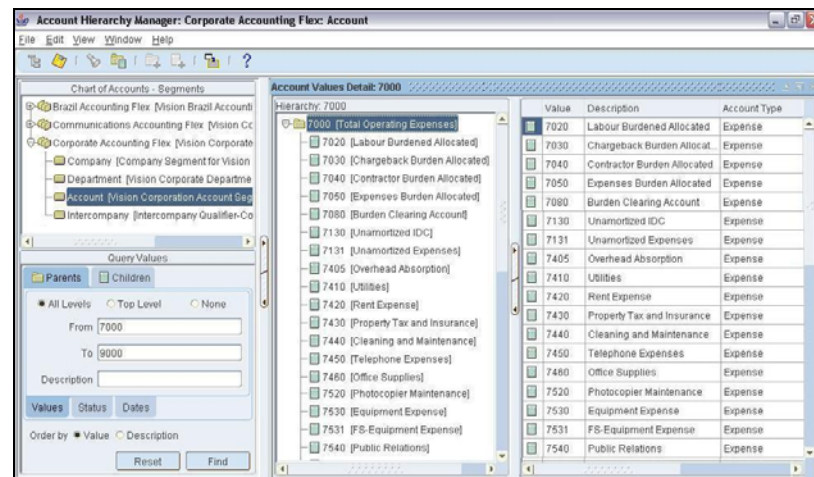 Account Hierarchy Manager: Corporate Accounting Flex: Account
File Edit View Window Help
Chart of Accounts - Segments
Brazil Accounting Flex [Vision Brazil Accounti
Communications Accounting Flex [Vision Cc
Corporate Accounting Flex [Vision Corporate
Company [Company Segment for Vision
Department [Vision Corporate Departme
Account [Vision Corporation Account Seg
Intercompany [Intercompany Qualifier-Co
Query Values
Parents Children
All Levels Top Level None
From 7000
To 9000
Description
Values Status Dates
Order by Value Description
Reset Find
Account Values Detail: 7000
Hierarchy: 7000
7000 [Total Operating Expenses]
7020 [Labour Burdened Allocated]
7030 [Chargeback Burden Allocated]
7040 [Contractor Burden Allocated]
7050 [Expenses Burden Allocated]
7080 [Burden Clearing Account]
7130 [Unamortized IDC]
7131 [Unamortized Expenses]
7405 [Overhead Absorption]
7410 [Utilities]
7420 [Rent Expense]
7430 [Property Tax and Insurance]
7440 [Cleaning and Maintenance]
7450 [Telephone Expenses]
7460 [Office Supplies]
7520 [Photocopier Maintenance]
7530 [Equipment Expense]
7531 [FS-Equipment Expense]
7540 [Public Relations]
Value Description Account Type
7020 Labour Burdened Allocated Expense
7030 Chargeback Burden Allocat... Expense
7040 Contractor Burden Allocated Expense
7050 Expenses Burden Allocated Expense
7080 Burden Clearing Account Expense
7130 Unamortized IDC Expense
7131 Unamortized Expenses Expense
7405 Overhead Absorption Expense
7410 Utilities Expense
7420 Rent Expense Expense
7430 Property Tax and Insurance Expense
7440 Cleaning and Maintenance Expense
7450 Telephone Expenses Expense
7460 Office Supplies Expense
7520 Photocopier Maintenance Expense
7530 Equipment Expense Expense
7531 FS-Equipment Expense Expense
7540 Public Relations Expense